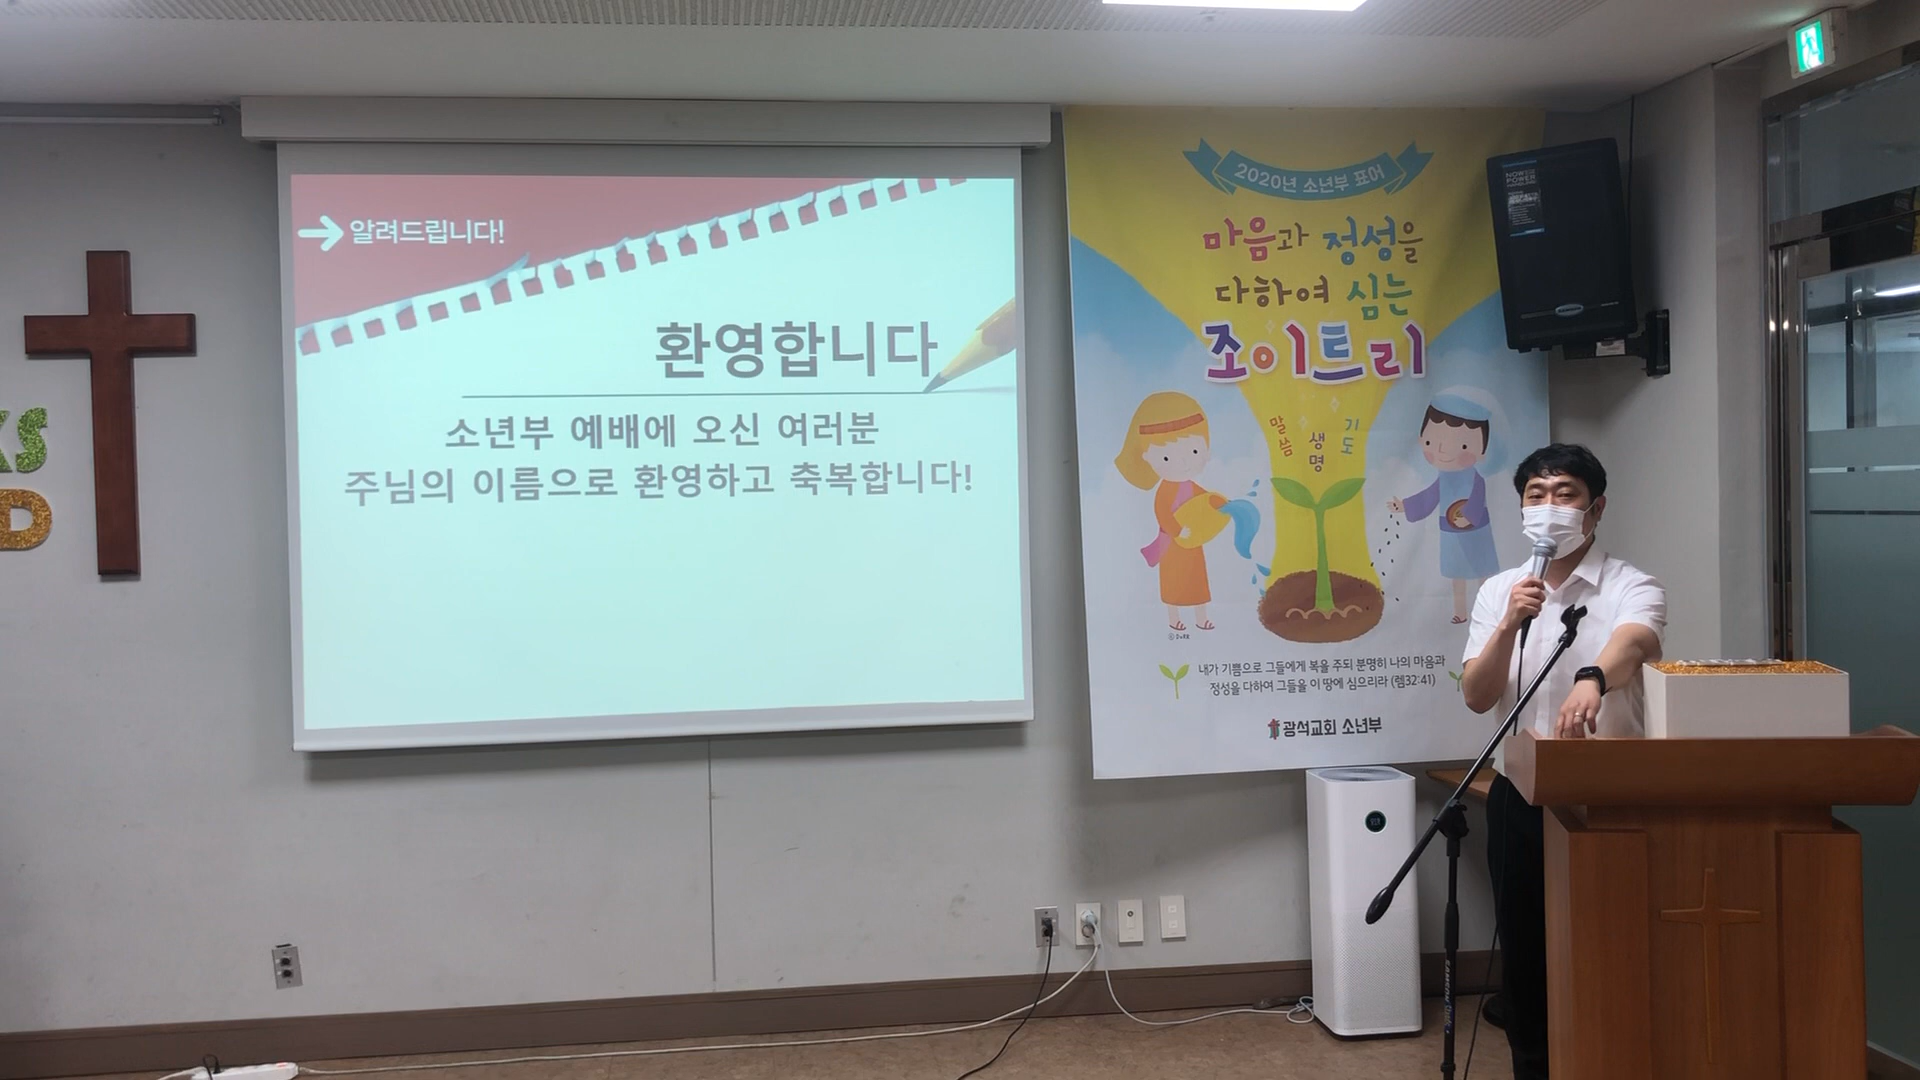 알려드립니다!
환영합니다
소년부 예배에 오신 여러분
주님의 이름으로 환영하고 축복합니다!
2020년 소년부 표어
마음과 정성을
다하여 심는
조이트리
말씀
생명
기도
내가 기쁨으로 그들에게 복을 주되 분명히 나의 마음과
정성을 다하여 그들을 이 땅에 심으리라 (렘32:41)
광석교회 소년부
KS
D